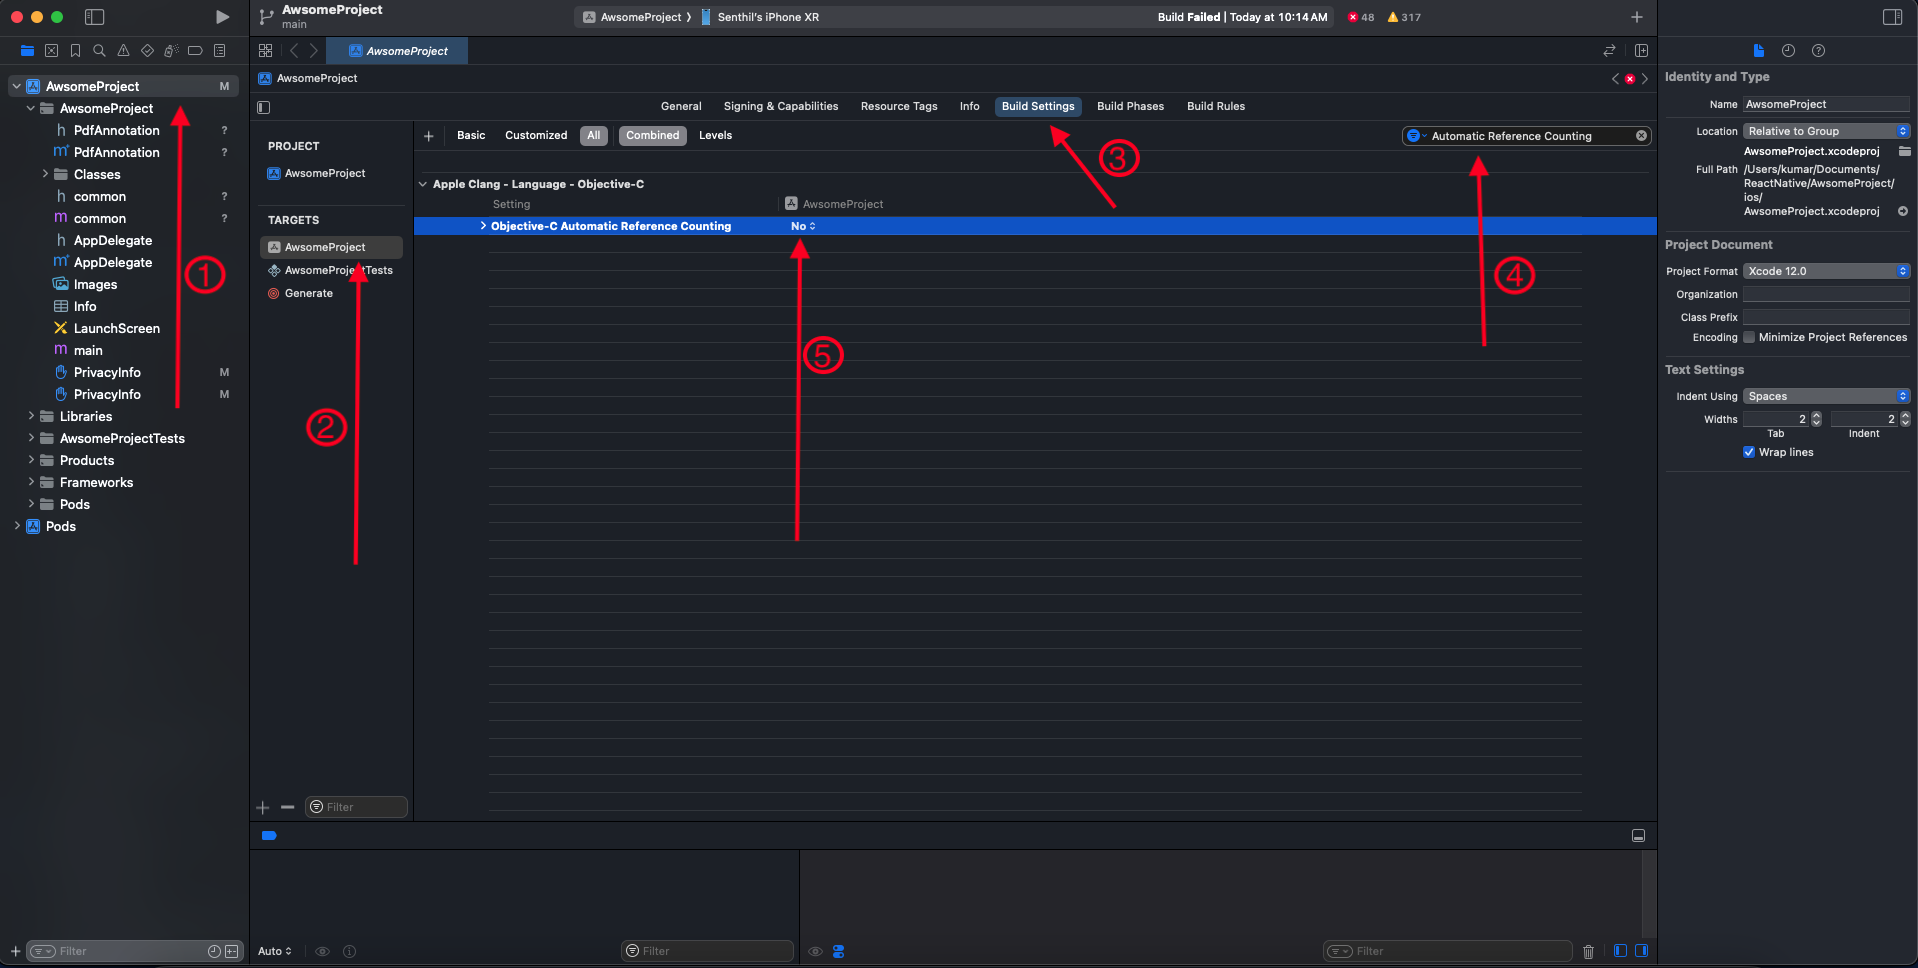 AwsomeProject
main
AwsomeProject ❯ Senthil's iPhone XR
Build Failed | Today at 10:14 AM
48
317
AwsomeProject
AwsomeProject
General Signing & Capabilities Resource Tags Info Build Settings Build Phases Build Rules
Basic Customized All Combined Levels
Automatic Reference Counting
AwsomeProject M
AwsomeProject
PdfAnnotation ?
PdfAnnotation ?
Classes
common ?
common ?
AppDelegate
AppDelegate
Images
Info
LaunchScreen
main
PrivacyInfo M
PrivacyInfo M
Libraries
AwsomeProjectTests
Products
Frameworks
Pods
Pods
Filter
PROJECT
AwsomeProject
TARGETS
AwsomeProject
AwsomeProjectTests
Generate
Filter
Apple Clang - Language - Objective-C
Setting AwsomeProject
Objective-C Automatic Reference Counting No
①
②
③
④
⑤
Auto
Filter
Filter
Identity and Type
Name AwsomeProject
Location Relative to Group
AwsomeProject.xcodeproj
Full Path /Users/kumar/Documents/
ReactNative/AwsomeProject/
ios/
AwsomeProject.xcodeproj
Project Document
Project Format Xcode 12.0
Organization
Class Prefix
Encoding Minimize Project References
Text Settings
Indent Using Spaces
Widths 2 2
Tab Indent
Wrap lines